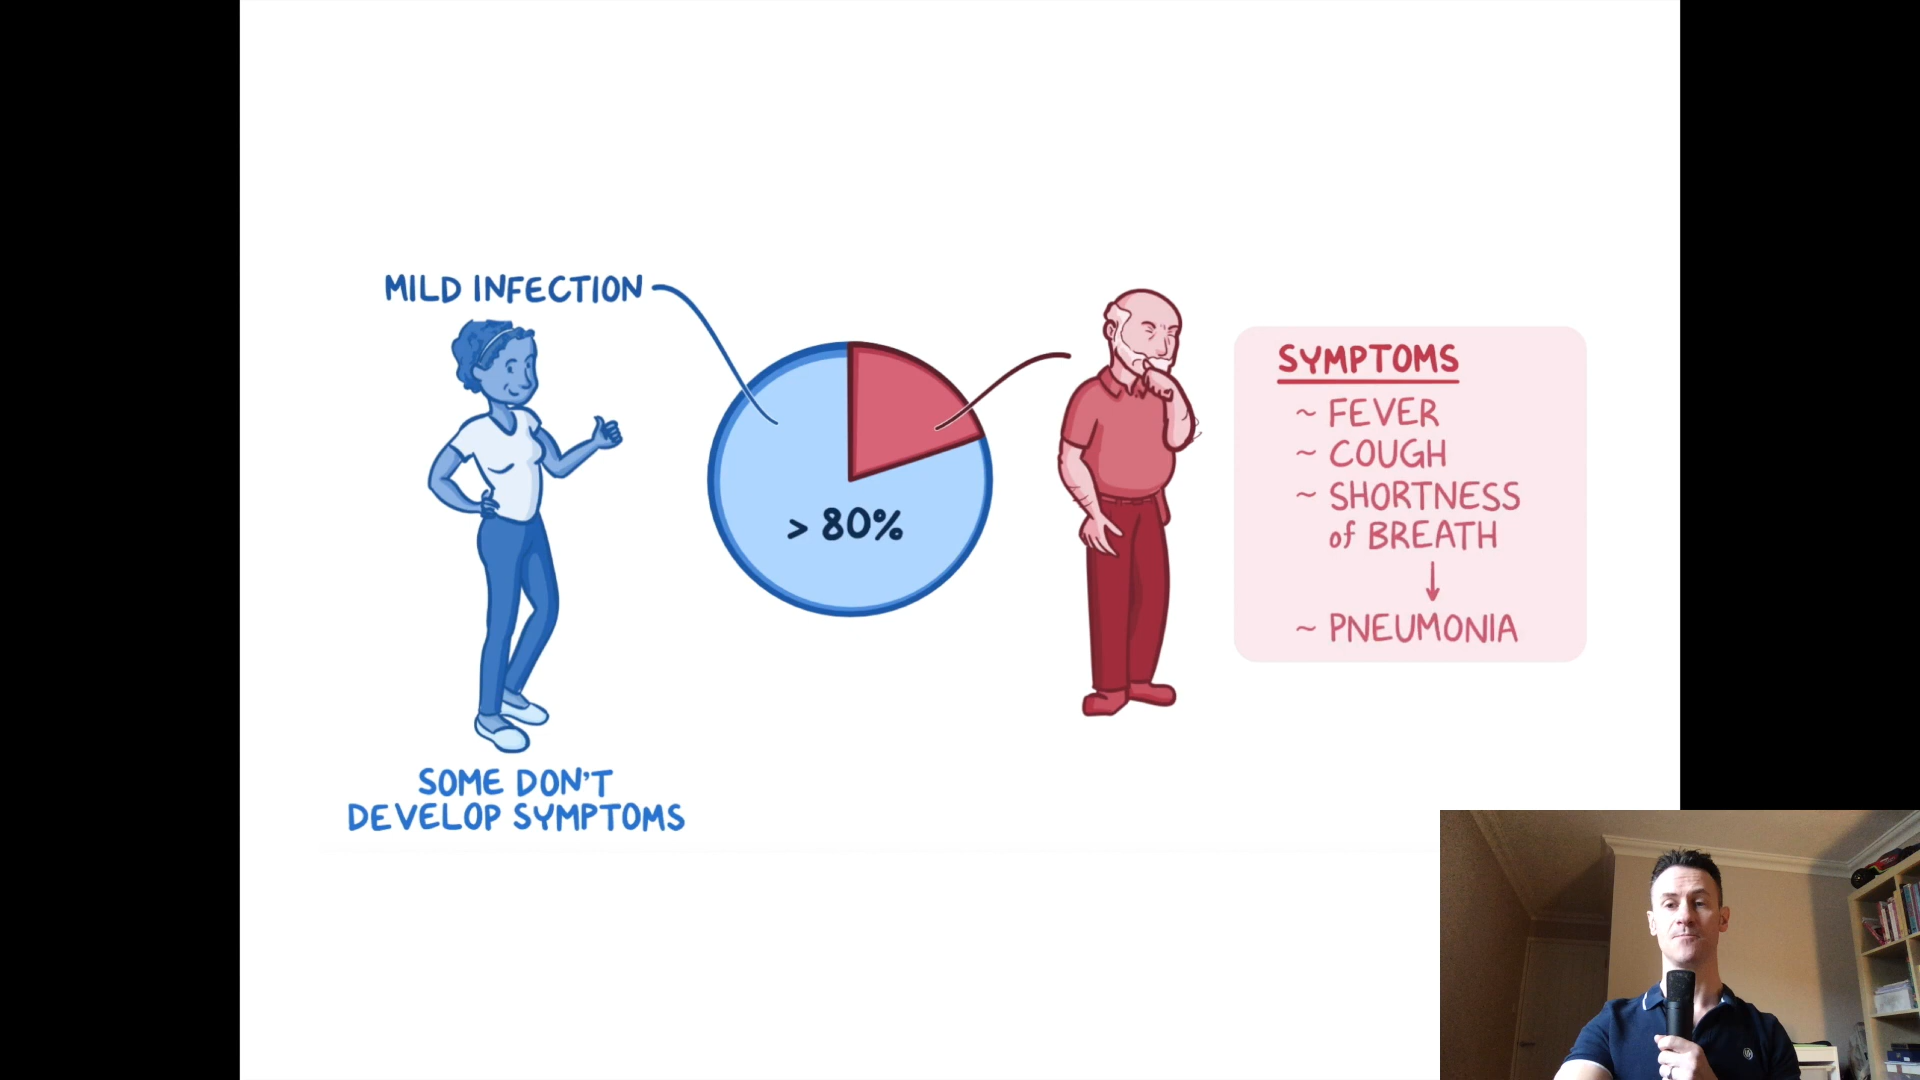 MILD INFECTION
> 80%
SOME DON'T
DEVELOP SYMPTOMS
SYMPTOMS
~ FEVER
~ COUGH
~ SHORTNESS
of BREATH
~ PNEUMONIA